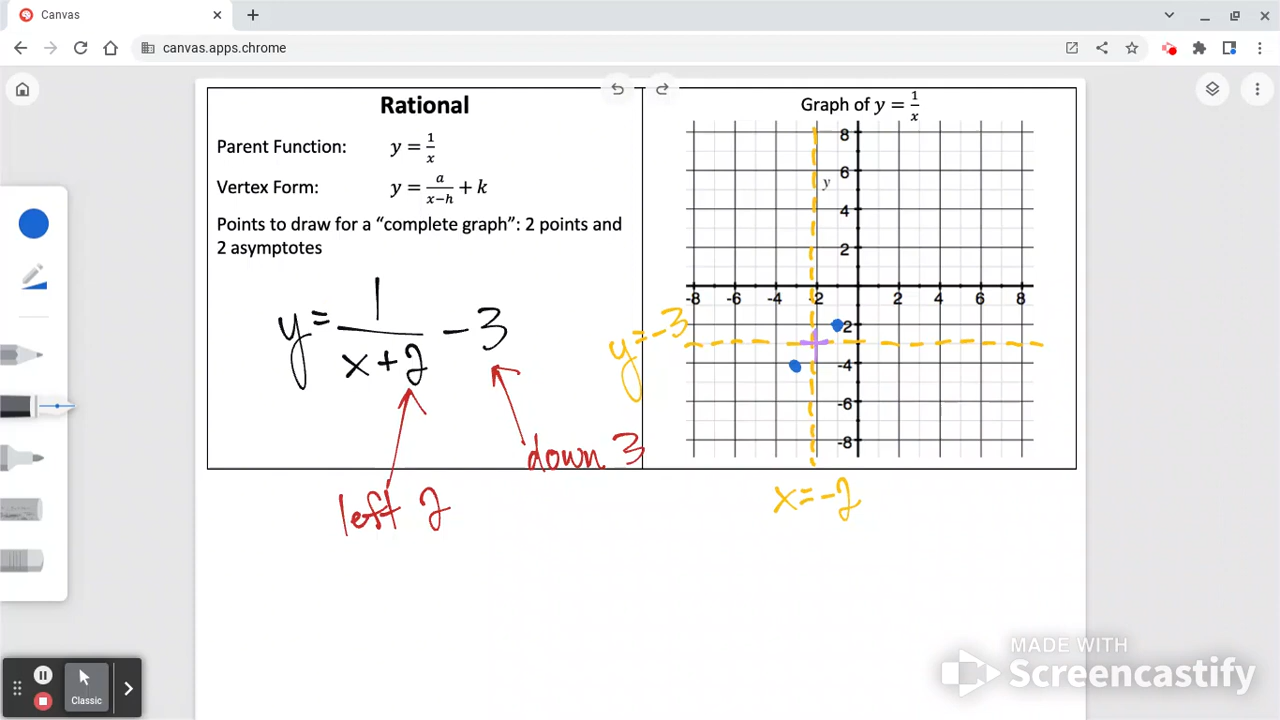 Canvas
canvas.apps.chrome
Rational
Parent Function: y = 1/x
Vertex Form: y = a/(x−h) + k
Points to draw for a “complete graph”: 2 points and
2 asymptotes
y = 1/(x+2) − 3
left 2
down 3
Graph of y = 1/x
8
6
y
4
2
-8 -6 -4 -2 2 4 6 8
-2
-4
-6
-8
y = -3
x = -2
Classic
MADE WITH
Screencastify